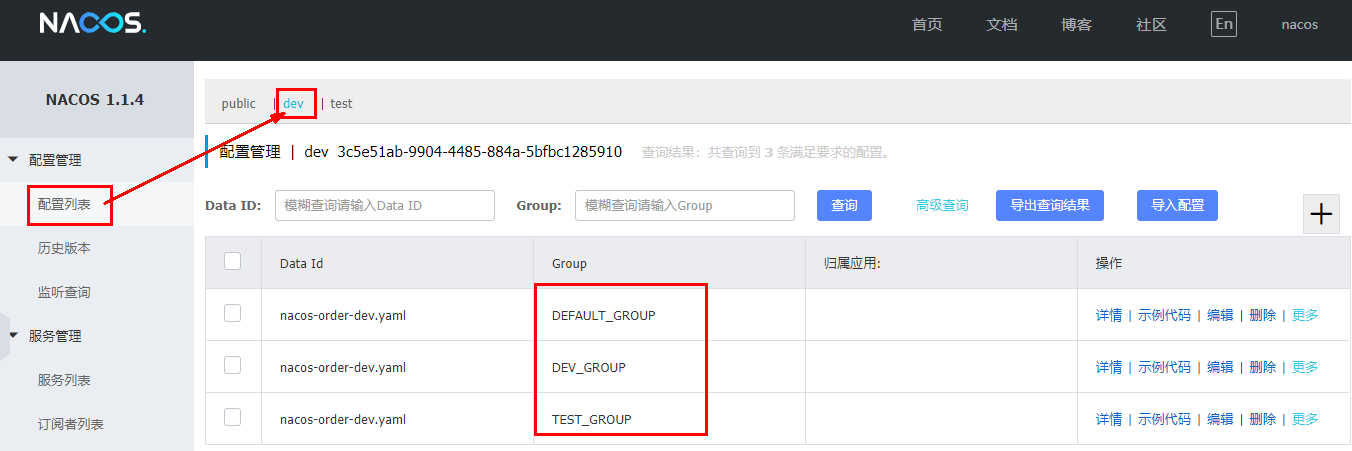 NACOS.
首页 文档 博客 社区 En nacos
NACOS 1.1.4
配置管理
配置列表
历史版本
监听查询
服务管理
服务列表
订阅者列表
public | dev | test
配置管理 | dev 3c5e51ab-9904-4485-884a-5bfbc1285910 查询结果：共查询到 3 条满足要求的配置。
Data ID: 模糊查询请输入Data ID Group: 模糊查询请输入Group 查询 高级查询 导出查询结果 导入配置 +
Data Id Group 归属应用: 操作
nacos-order-dev.yaml DEFAULT_GROUP 详情 | 示例代码 | 编辑 | 删除 | 更多
nacos-order-dev.yaml DEV_GROUP 详情 | 示例代码 | 编辑 | 删除 | 更多
nacos-order-dev.yaml TEST_GROUP 详情 | 示例代码 | 编辑 | 删除 | 更多